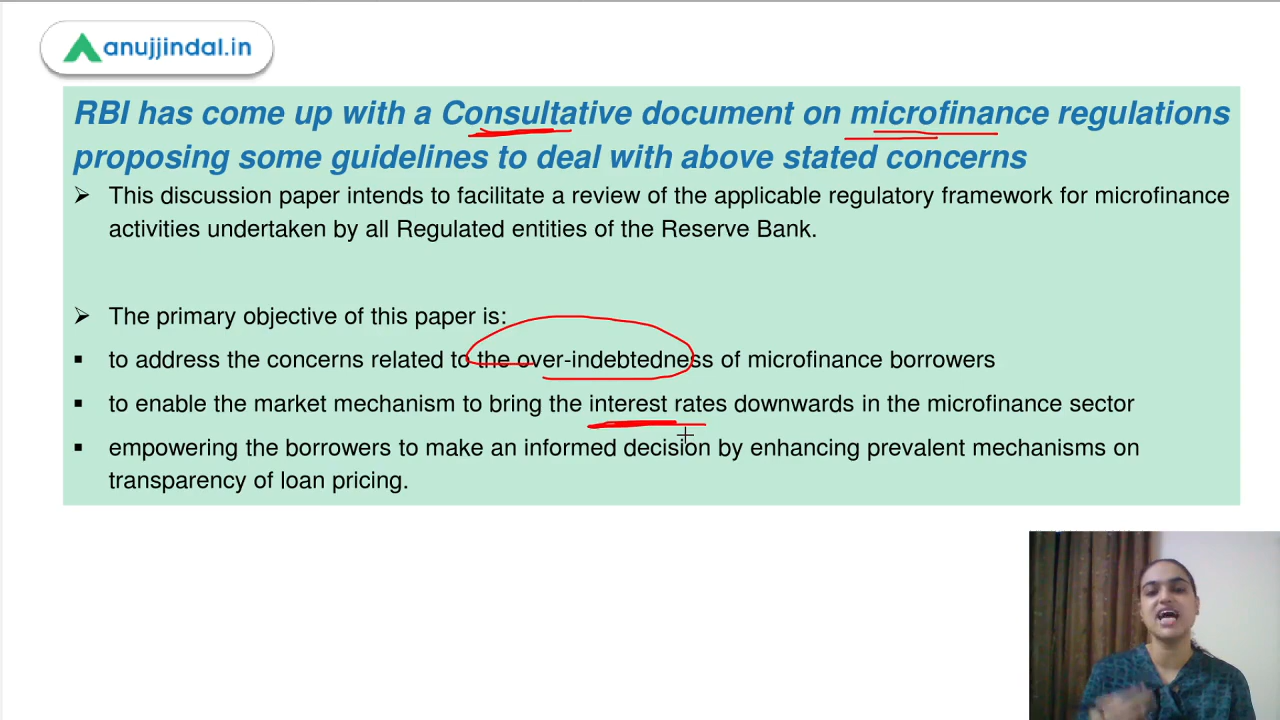 anujjindal.in
RBI has come up with a Consultative document on microfinance regulations
proposing some guidelines to deal with above stated concerns
➢ This discussion paper intends to facilitate a review of the applicable regulatory framework for microfinance
activities undertaken by all Regulated entities of the Reserve Bank.
➢ The primary objective of this paper is:
▪ to address the concerns related to the over-indebtedness of microfinance borrowers
▪ to enable the market mechanism to bring the interest rates downwards in the microfinance sector
▪ empowering the borrowers to make an informed decision by enhancing prevalent mechanisms on
transparency of loan pricing.